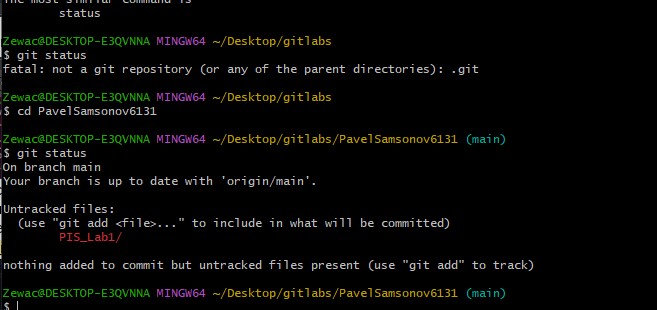 The most similar command is
status
Zewac@DESKTOP-E3QVNNA MINGW64 ~/Desktop/gitlabs
$ git status
fatal: not a git repository (or any of the parent directories): .git
Zewac@DESKTOP-E3QVNNA MINGW64 ~/Desktop/gitlabs
$ cd PavelSamsonov6131
Zewac@DESKTOP-E3QVNNA MINGW64 ~/Desktop/gitlabs/PavelSamsonov6131 (main)
$ git status
On branch main
Your branch is up to date with 'origin/main'.
Untracked files:
(use "git add <file>..." to include in what will be committed)
PIS_Lab1/
nothing added to commit but untracked files present (use "git add" to track)
Zewac@DESKTOP-E3QVNNA MINGW64 ~/Desktop/gitlabs/PavelSamsonov6131 (main)
$